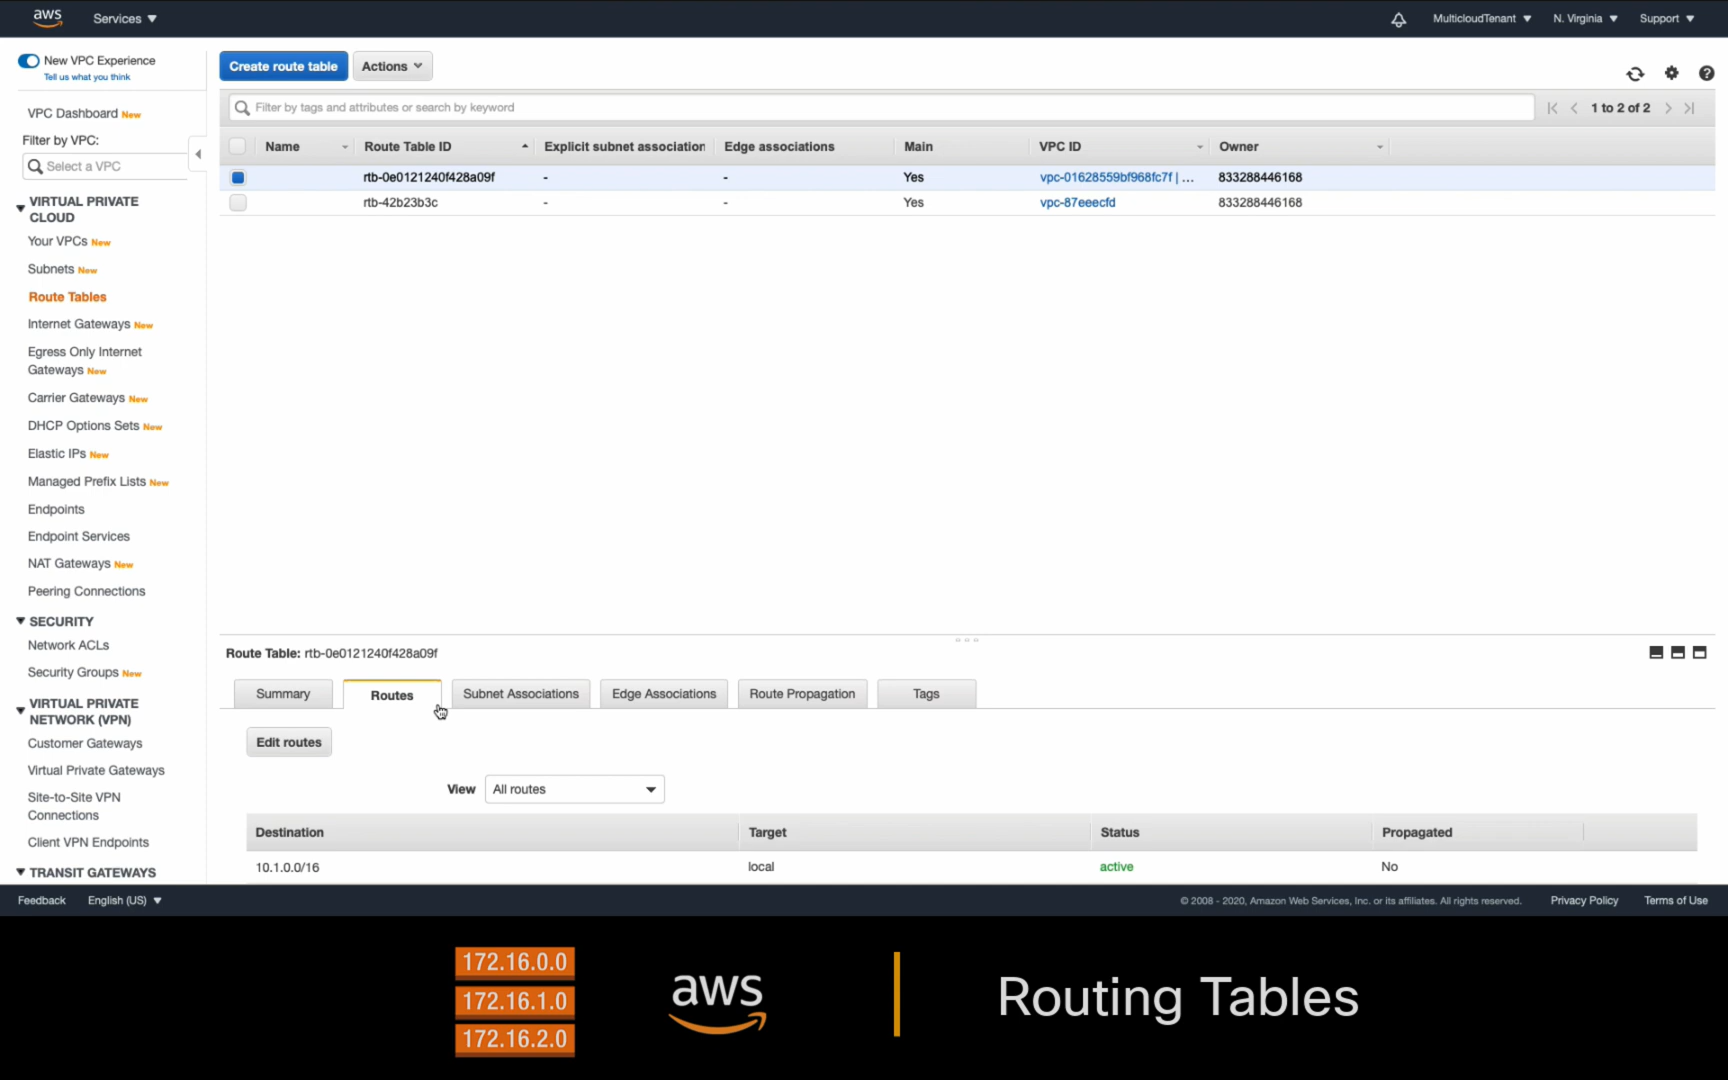 aws Services MulticloudTenant N. Virginia Support
New VPC Experience
Tell us what you think
Create route table Actions
VPC Dashboard New
Filter by VPC:
Select a VPC
Filter by tags and attributes or search by keyword 1 to 2 of 2
Name Route Table ID Explicit subnet association Edge associations Main VPC ID Owner
rtb-0e0121240f428a09f - - Yes vpc-01628559bf968fc7f | ... 833288446168
rtb-42b23b3c - - Yes vpc-87eeecfd 833288446168
VIRTUAL PRIVATE
CLOUD
Your VPCs New
Subnets New
Route Tables
Internet Gateways New
Egress Only Internet
Gateways New
Carrier Gateways New
DHCP Options Sets New
Elastic IPs New
Managed Prefix Lists New
Endpoints
Endpoint Services
NAT Gateways New
Peering Connections
SECURITY
Network ACLs
Security Groups New
VIRTUAL PRIVATE
NETWORK (VPN)
Customer Gateways
Virtual Private Gateways
Site-to-Site VPN
Connections
Client VPN Endpoints
TRANSIT GATEWAYS
Route Table: rtb-0e0121240f428a09f
Summary Routes Subnet Associations Edge Associations Route Propagation Tags
Edit routes
View All routes
Destination Target Status Propagated
10.1.0.0/16 local active No
Feedback English (US) © 2008 - 2020, Amazon Web Services, Inc. or its affiliates. All rights reserved. Privacy Policy Terms of Use
172.16.0.0
172.16.1.0
172.16.2.0
aws
Routing Tables